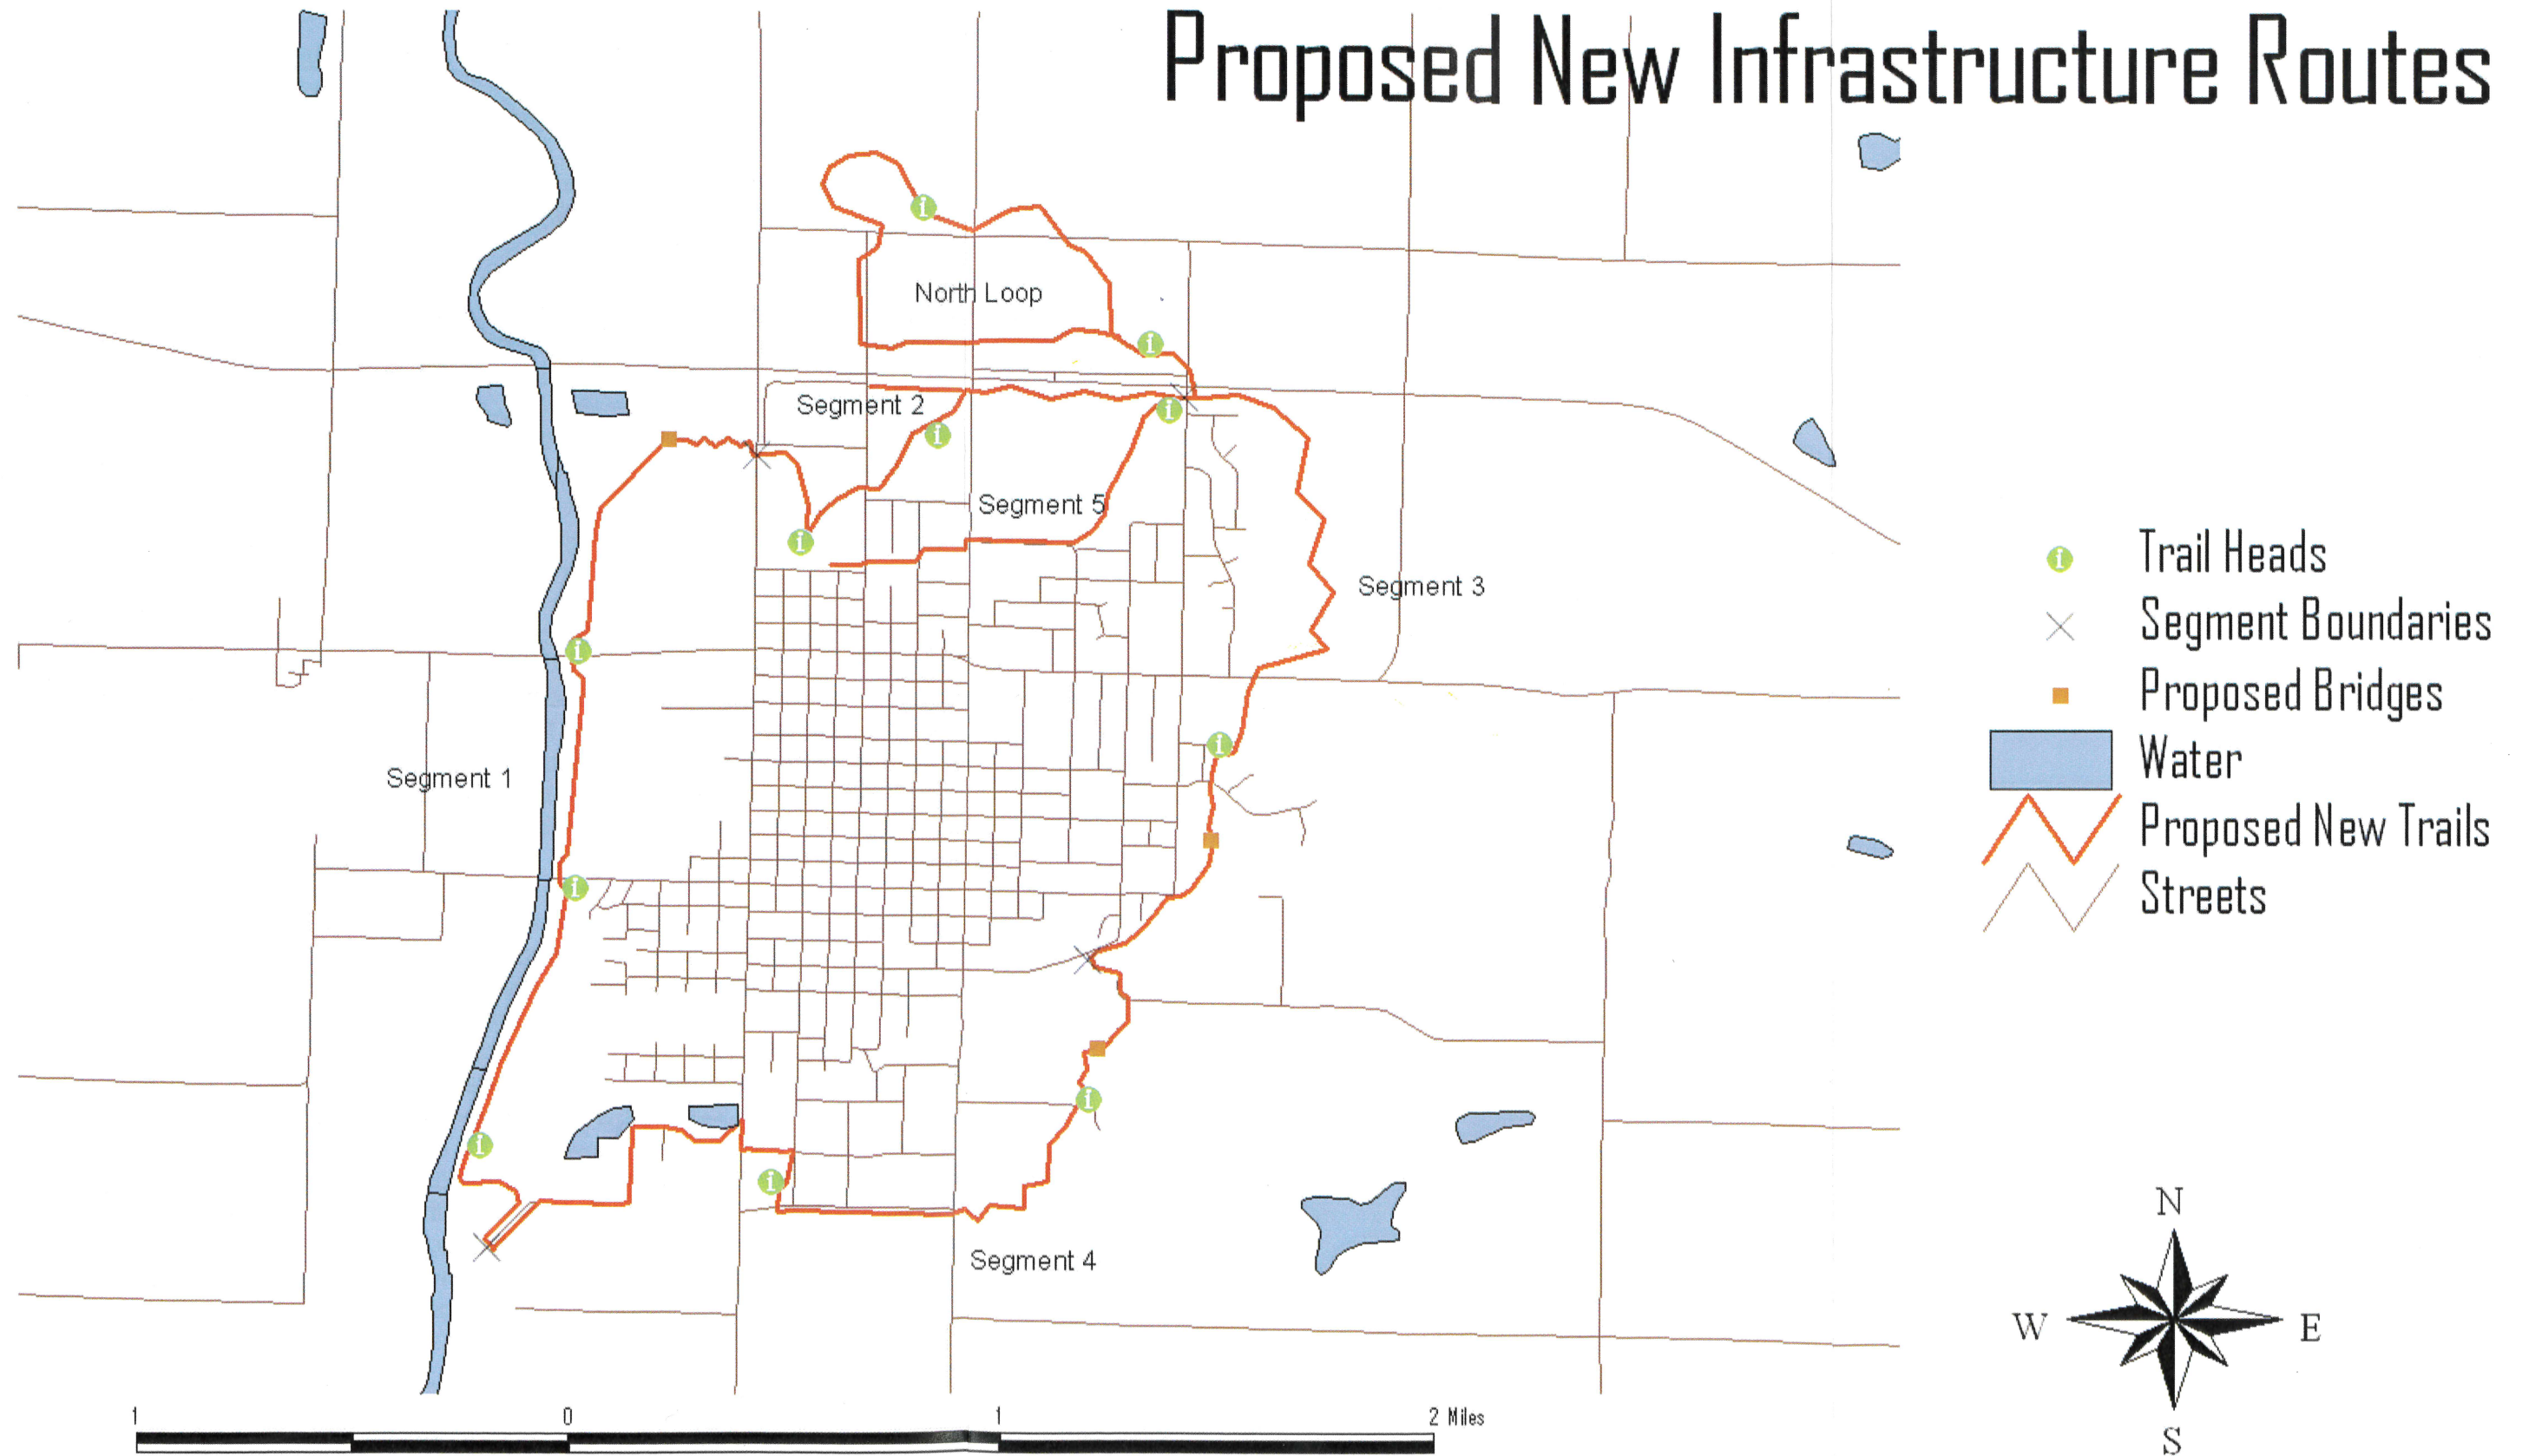 Proposed New Infrastructure Routes
North Loop
Segment 2
Segment 5
Segment 3
Segment 1
Segment 4
i Trail Heads
Segment Boundaries
Proposed Bridges
Water
Proposed New Trails
Streets
N
W E
S
1 0 1 2 Miles
i
i
i
i
i
i
i
i
i
i
i